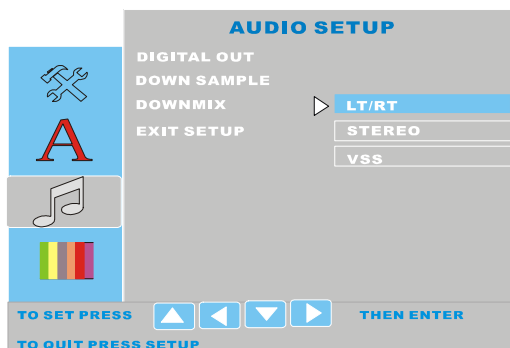 AUDIO SETUP
DIGITAL OUT
DOWN SAMPLE
DOWNMIX
LT/RT
EXIT SETUP
STEREO
VSS
A
TO SET PRESS
THEN ENTER
TO QUIT PRESS SETUP